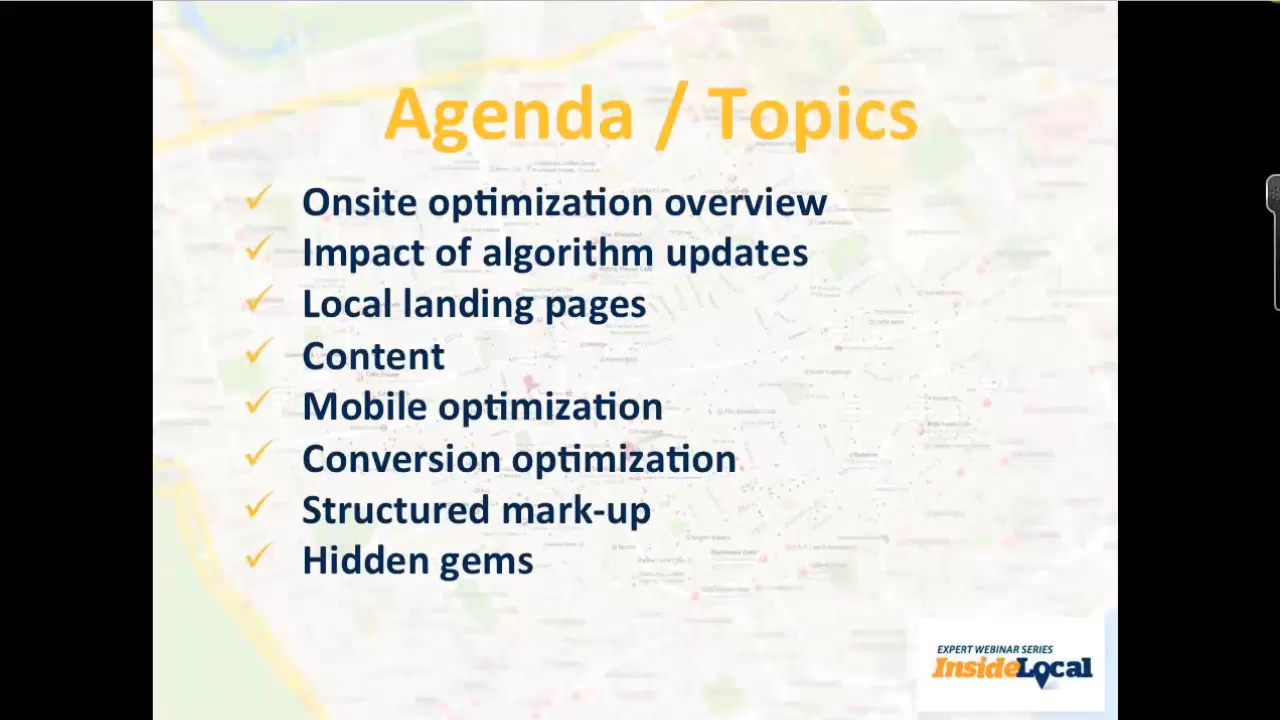 Agenda / Topics
✓ Onsite optimization overview
✓ Impact of algorithm updates
✓ Local landing pages
✓ Content
✓ Mobile optimization
✓ Conversion optimization
✓ Structured mark-up
✓ Hidden gems
EXPERT WEBINAR SERIES
InsideLocal